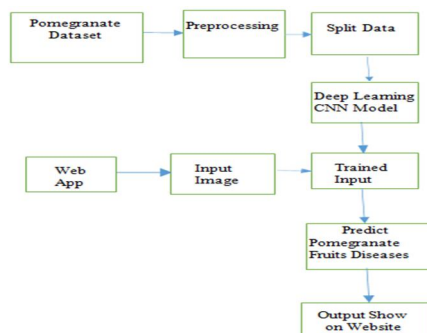 Pomegranate
Dataset
Preprocessing
Split Data
Deep Learning
CNN Model
Web
App
Input
Image
Trained
Input
Predict
Pomegranate
Fruits Diseases
Output Show
on Website